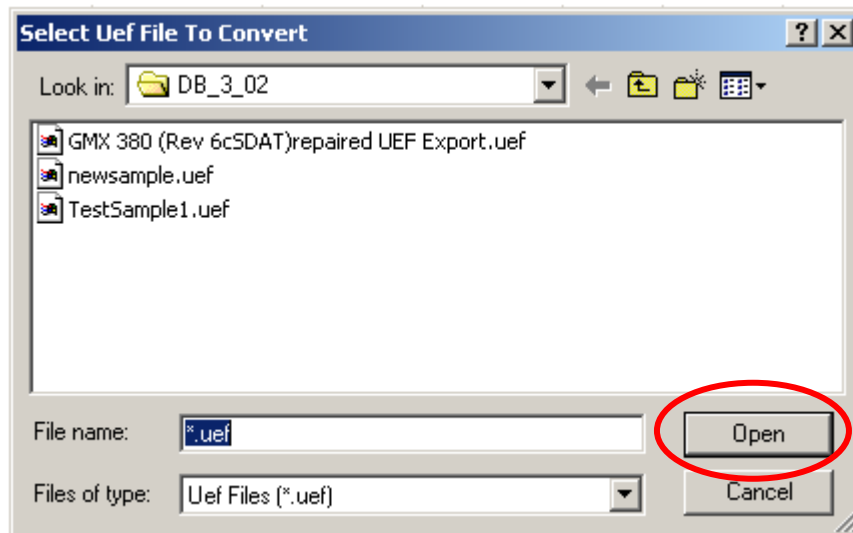 Select Uef File To Convert
Look in: DB_3_02
GMX 380 (Rev 6cSDAT)repaired UEF Export.uef
newsample.uef
TestSample1.uef
File name: *.uef Open
Files of type: Uef Files (*.uef) Cancel